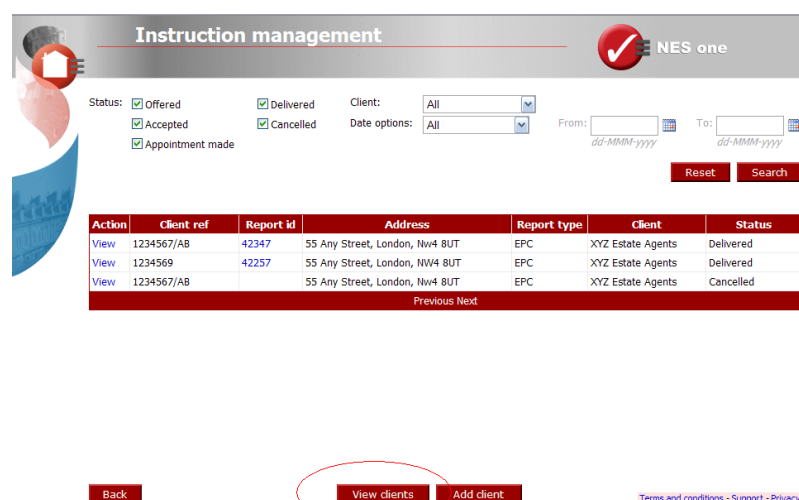 Instruction management
NES one
Status: Offered Delivered Client: All
Accepted Cancelled Date options: All From: To:
Appointment made dd-MMM-yyyy dd-MMM-yyyy
Reset Search
Action Client ref Report id Address Report type Client Status
View 1234567/AB 42347 55 Any Street, London, Nw4 8UT EPC XYZ Estate Agents Delivered
View 1234569 42257 55 Any Street, London, NW4 8UT EPC XYZ Estate Agents Delivered
View 1234567/AB 55 Any Street, London, Nw4 8UT EPC XYZ Estate Agents Cancelled
Previous Next
Back View clients Add client Terms and conditions - Support - Privacy